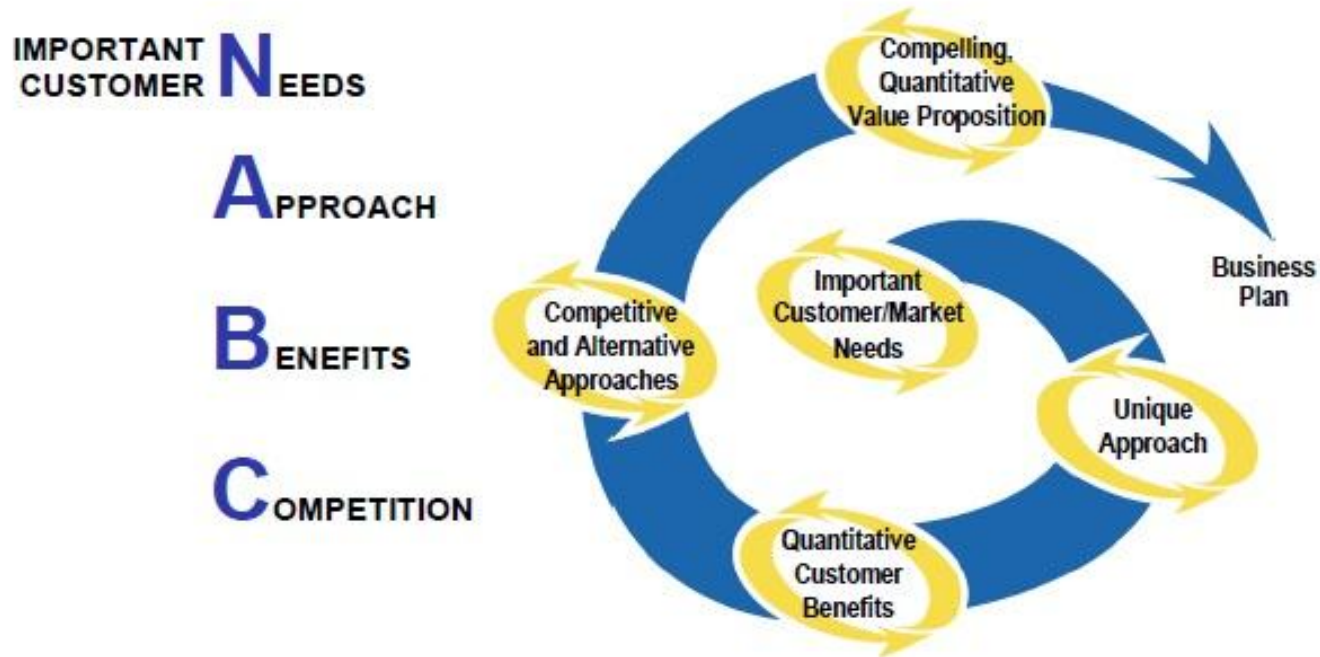 IMPORTANT
CUSTOMER NEEDS
APPROACH
BENEFITS
COMPETITION
Compelling,
Quantitative
Value Proposition
Business
Plan
Important
Customer/Market
Needs
Competitive
and Alternative
Approaches
Unique
Approach
Quantitative
Customer
Benefits